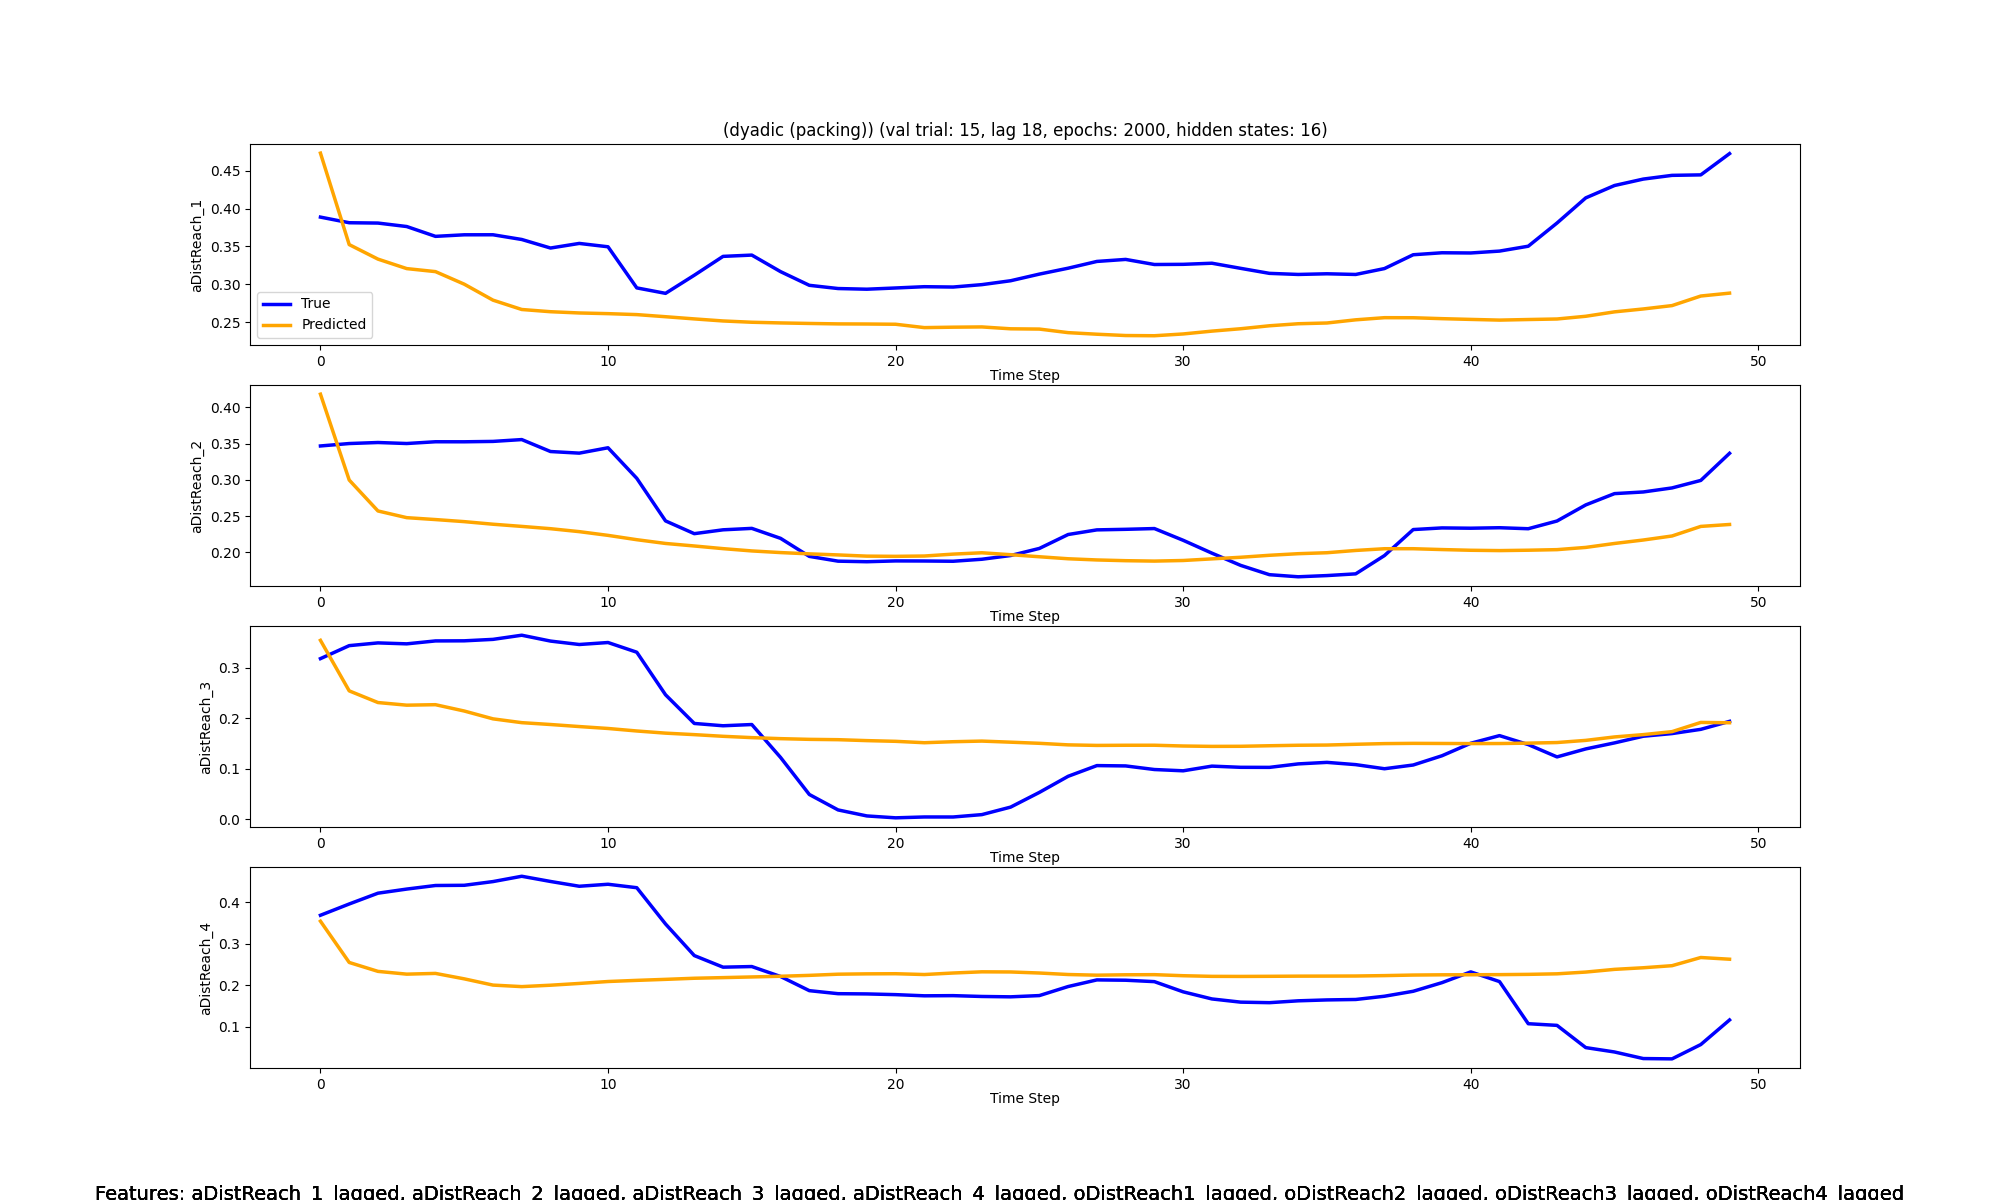 (dyadic (packing)) (val trial: 15, lag 18, epochs: 2000, hidden states: 16)
aDistReach_1
0.45
0.40
0.35
0.30
0.25
True
Predicted
0 10 20 30 40 50
Time Step
aDistReach_2
0.40
0.35
0.30
0.25
0.20
0 10 20 30 40 50
Time Step
aDistReach_3
0.3
0.2
0.1
0.0
0 10 20 30 40 50
Time Step
aDistReach_4
0.4
0.3
0.2
0.1
0 10 20 30 40 50
Time Step
Features: aDistReach_1_lagged, aDistReach_2_lagged, aDistReach_3_lagged, aDistReach_4_lagged, oDistReach1_lagged, oDistReach2_lagged, oDistReach3_lagged, oDistReach4_lagged